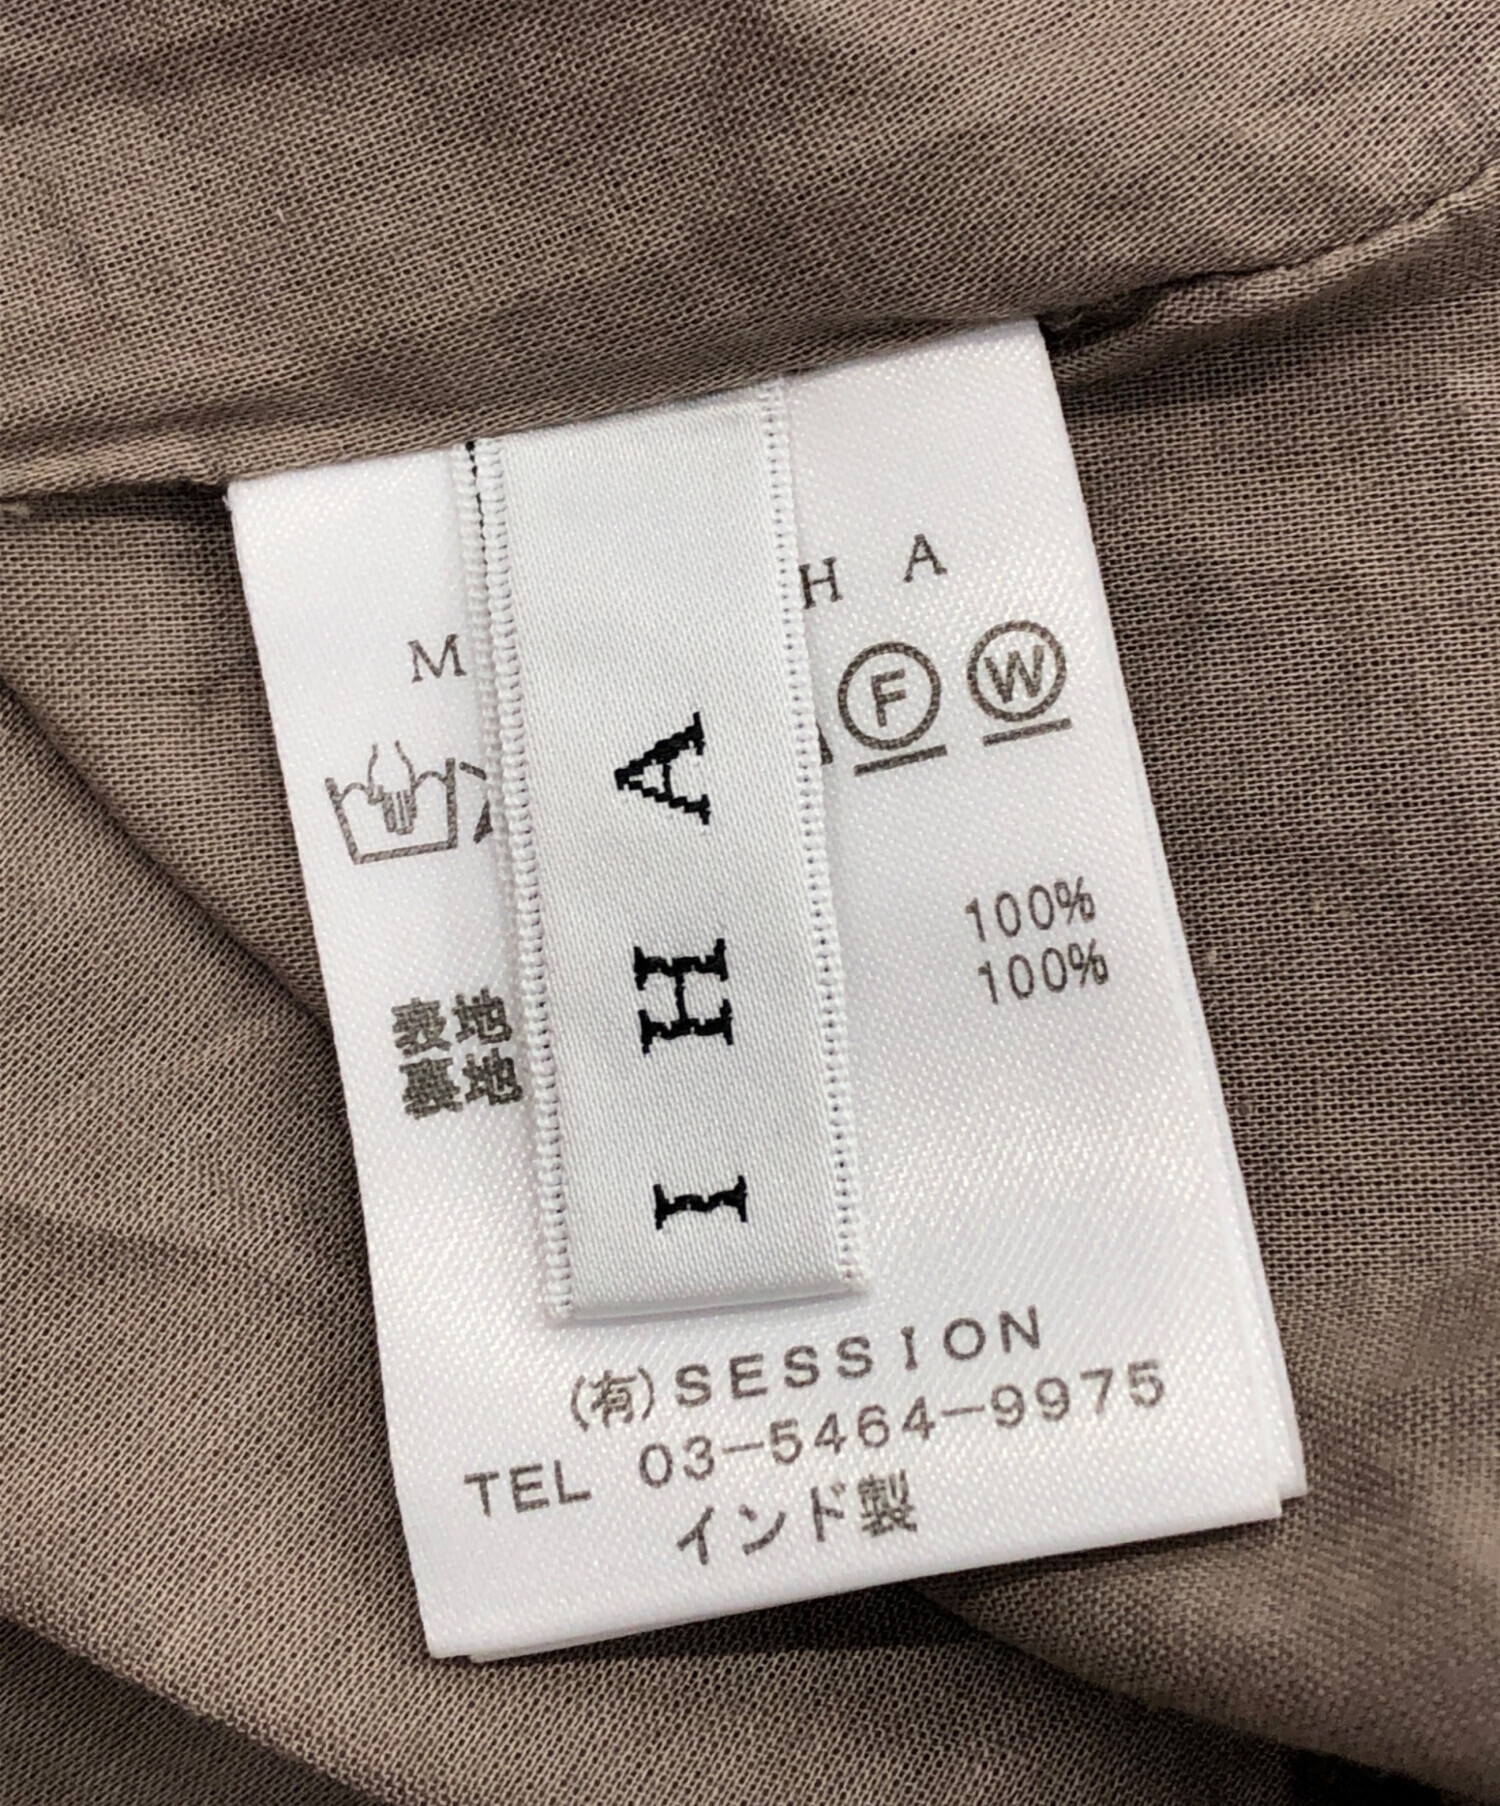 M H A
F W
表地 100%
裏地 100%
I H A
(有)SESSION
TEL 03-5464-9975
インド製